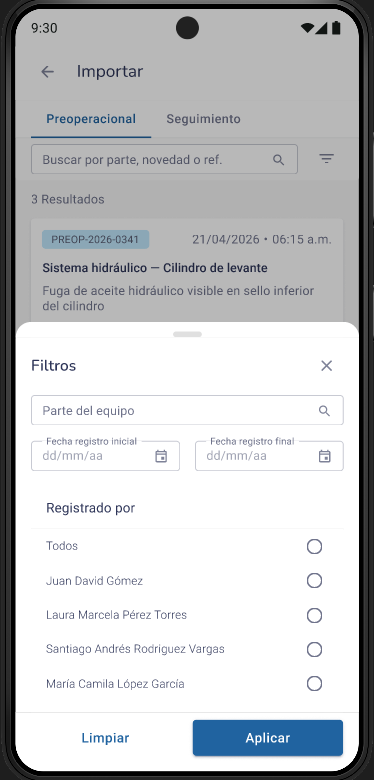 9:30
Importar
Preoperacional
Seguimiento
Buscar por parte, novedad o ref.
3 Resultados
PREOP-2026-0341
21/04/2026 • 06:15 a.m.
Sistema hidráulico — Cilindro de levante
Fuga de aceite hidráulico visible en sello inferior
del cilindro
Filtros
Parte del equipo
Fecha registro inicial
dd/mm/aa
Fecha registro final
dd/mm/aa
Registrado por
Todos
Juan David Gómez
Laura Marcela Pérez Torres
Santiago Andrés Rodriguez Vargas
María Camila López García
Limpiar
Aplicar